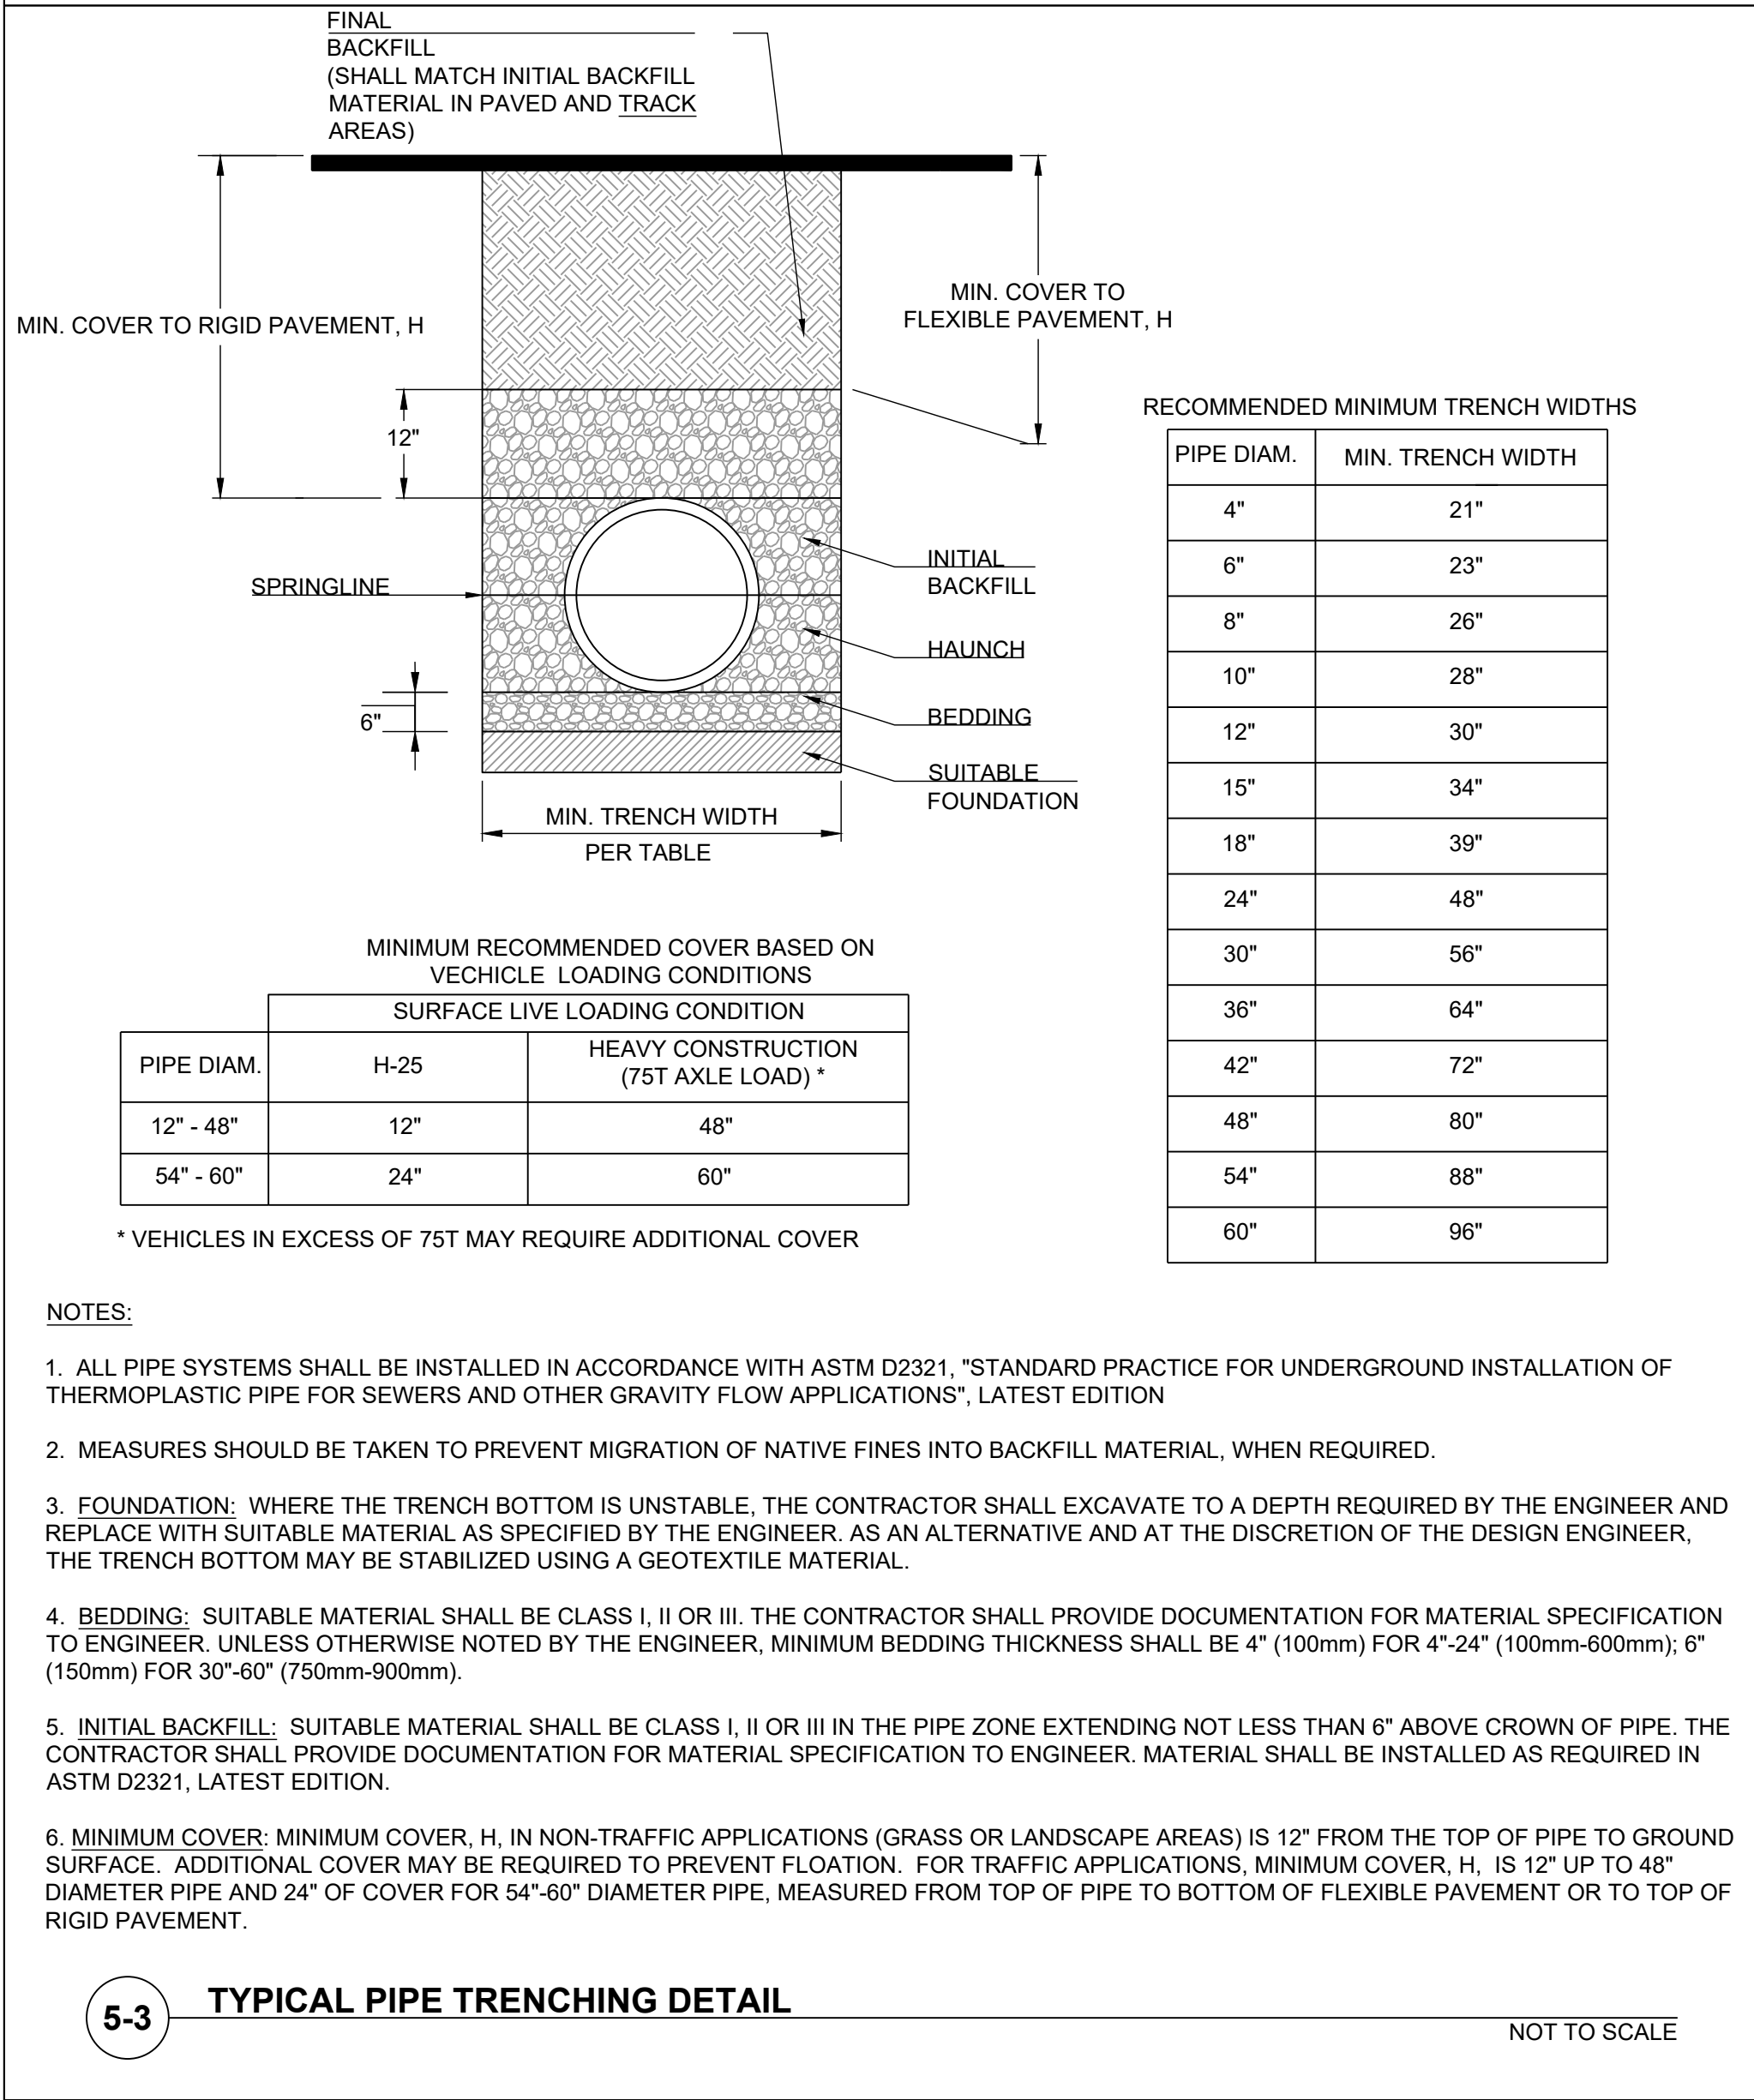 FINAL
BACKFILL
(SHALL MATCH INITIAL BACKFILL
MATERIAL IN PAVED AND TRACK
AREAS)
MIN. COVER TO RIGID PAVEMENT, H
MIN. COVER TO
FLEXIBLE PAVEMENT, H
12"
SPRINGLINE
6"
INITIAL
BACKFILL
HAUNCH
BEDDING
SUITABLE
FOUNDATION
MIN. TRENCH WIDTH
PER TABLE
RECOMMENDED MINIMUM TRENCH WIDTHS
PIPE DIAM. MIN. TRENCH WIDTH
4" 21"
6" 23"
8" 26"
10" 28"
12" 30"
15" 34"
18" 39"
24" 48"
30" 56"
36" 64"
42" 72"
48" 80"
54" 88"
60" 96"
MINIMUM RECOMMENDED COVER BASED ON
VECHICLE LOADING CONDITIONS
SURFACE LIVE LOADING CONDITION
PIPE DIAM. H-25 HEAVY CONSTRUCTION
(75T AXLE LOAD) *
12" - 48" 12" 48"
54" - 60" 24" 60"
* VEHICLES IN EXCESS OF 75T MAY REQUIRE ADDITIONAL COVER
NOTES:
1. ALL PIPE SYSTEMS SHALL BE INSTALLED IN ACCORDANCE WITH ASTM D2321, "STANDARD PRACTICE FOR UNDERGROUND INSTALLATION OF
THERMOPLASTIC PIPE FOR SEWERS AND OTHER GRAVITY FLOW APPLICATIONS", LATEST EDITION
2. MEASURES SHOULD BE TAKEN TO PREVENT MIGRATION OF NATIVE FINES INTO BACKFILL MATERIAL, WHEN REQUIRED.
3. FOUNDATION: WHERE THE TRENCH BOTTOM IS UNSTABLE, THE CONTRACTOR SHALL EXCAVATE TO A DEPTH REQUIRED BY THE ENGINEER AND
REPLACE WITH SUITABLE MATERIAL AS SPECIFIED BY THE ENGINEER. AS AN ALTERNATIVE AND AT THE DISCRETION OF THE DESIGN ENGINEER,
THE TRENCH BOTTOM MAY BE STABILIZED USING A GEOTEXTILE MATERIAL.
4. BEDDING: SUITABLE MATERIAL SHALL BE CLASS I, II OR III. THE CONTRACTOR SHALL PROVIDE DOCUMENTATION FOR MATERIAL SPECIFICATION
TO ENGINEER. UNLESS OTHERWISE NOTED BY THE ENGINEER, MINIMUM BEDDING THICKNESS SHALL BE 4" (100mm) FOR 4"-24" (100mm-600mm); 6"
(150mm) FOR 30"-60" (750mm-900mm).
5. INITIAL BACKFILL: SUITABLE MATERIAL SHALL BE CLASS I, II OR III IN THE PIPE ZONE EXTENDING NOT LESS THAN 6" ABOVE CROWN OF PIPE. THE
CONTRACTOR SHALL PROVIDE DOCUMENTATION FOR MATERIAL SPECIFICATION TO ENGINEER. MATERIAL SHALL BE INSTALLED AS REQUIRED IN
ASTM D2321, LATEST EDITION.
6. MINIMUM COVER: MINIMUM COVER, H, IN NON-TRAFFIC APPLICATIONS (GRASS OR LANDSCAPE AREAS) IS 12" FROM THE TOP OF PIPE TO GROUND
SURFACE. ADDITIONAL COVER MAY BE REQUIRED TO PREVENT FLOATION. FOR TRAFFIC APPLICATIONS, MINIMUM COVER, H, IS 12" UP TO 48"
DIAMETER PIPE AND 24" OF COVER FOR 54"-60" DIAMETER PIPE, MEASURED FROM TOP OF PIPE TO BOTTOM OF FLEXIBLE PAVEMENT OR TO TOP OF
RIGID PAVEMENT.
5-3 TYPICAL PIPE TRENCHING DETAIL
NOT TO SCALE